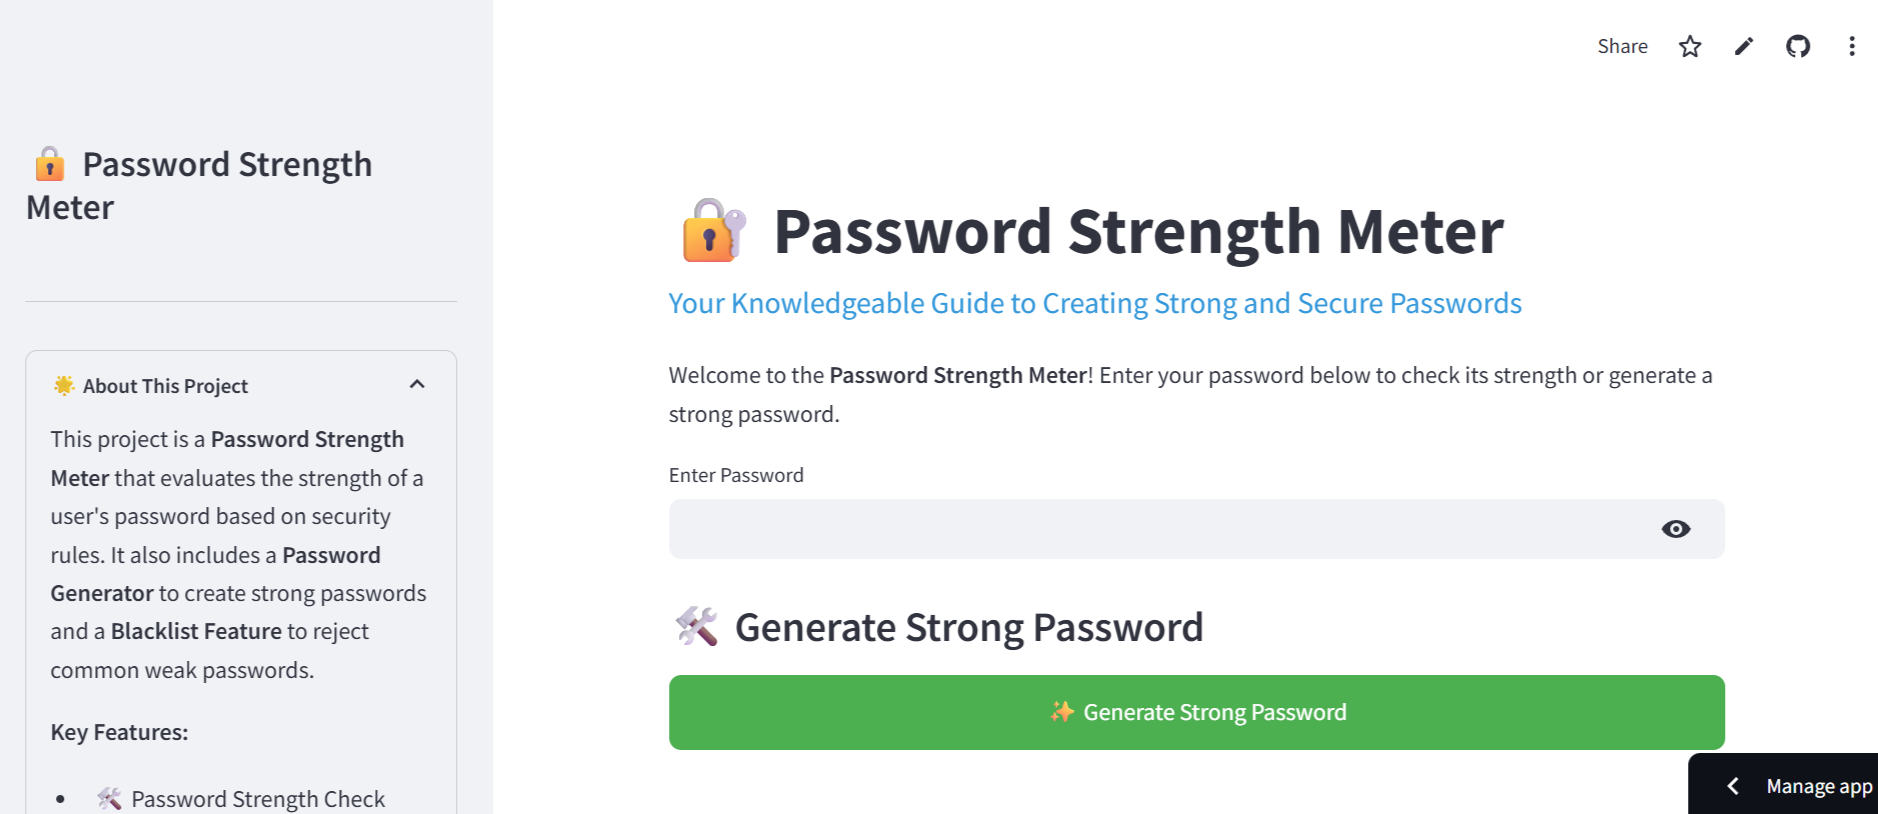 Share
Password Strength
Meter
About This Project
This project is a Password Strength
Meter that evaluates the strength of a
user's password based on security
rules. It also includes a Password
Generator to create strong passwords
and a Blacklist Feature to reject
common weak passwords.
Key Features:
• Password Strength Check
Password Strength Meter
Your Knowledgeable Guide to Creating Strong and Secure Passwords
Welcome to the Password Strength Meter! Enter your password below to check its strength or generate a
strong password.
Enter Password
Generate Strong Password
Generate Strong Password
Manage app